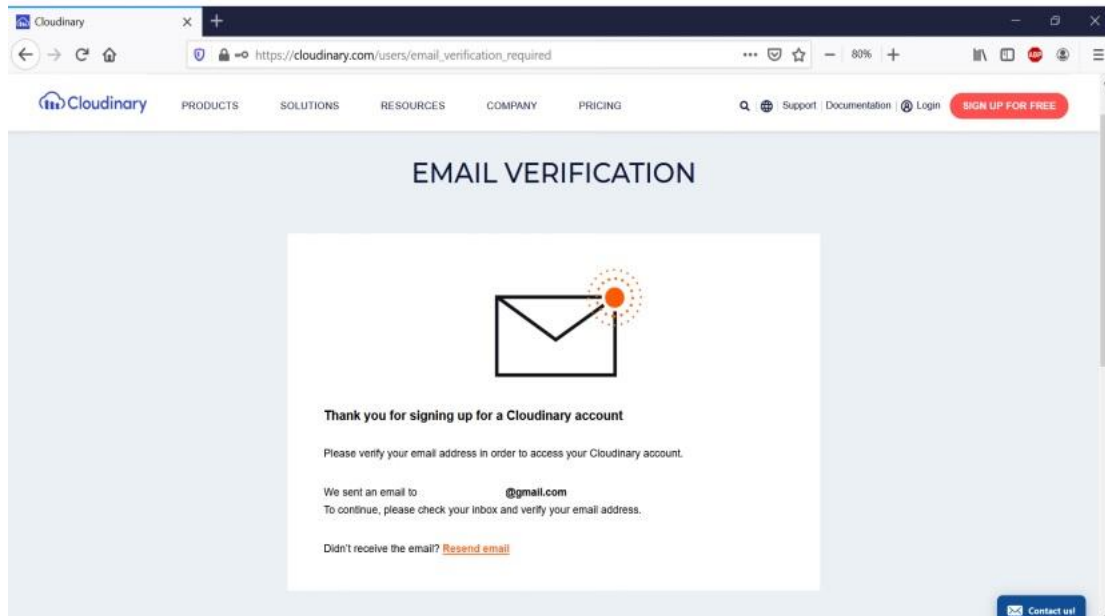 Cloudinary
https://cloudinary.com/users/email_verification_required
80%
ABP
Cloudinary PRODUCTS SOLUTIONS RESOURCES COMPANY PRICING Support Documentation Login SIGN UP FOR FREE
EMAIL VERIFICATION
Thank you for signing up for a Cloudinary account
Please verify your email address in order to access your Cloudinary account.
We sent an email to @gmail.com
To continue, please check your inbox and verify your email address.
Didn't receive the email? Resend email
Contact us!